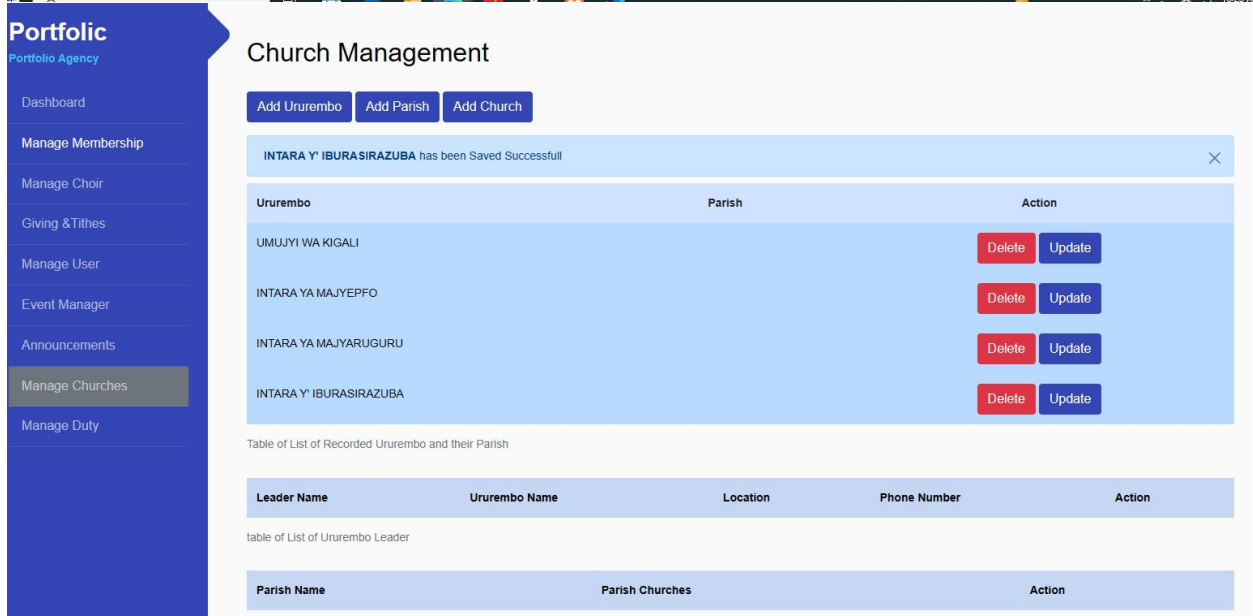 Portfolic
Portfolio Agency
Dashboard
Manage Membership
Manage Choir
Giving &Tithes
Manage User
Event Manager
Announcements
Manage Churches
Manage Duty
Church Management
Add Ururembo Add Parish Add Church
INTARA Y' IBURASIRAZUBA has been Saved Successfull
Ururembo Parish Action
UMUJYI WA KIGALI Delete Update
INTARA YA MAJYEPFO Delete Update
INTARA YA MAJYARUGURU Delete Update
INTARA Y' IBURASIRAZUBA Delete Update
Table of List of Recorded Ururembo and their Parish
Leader Name Ururembo Name Location Phone Number Action
table of List of Ururembo Leader
Parish Name Parish Churches Action